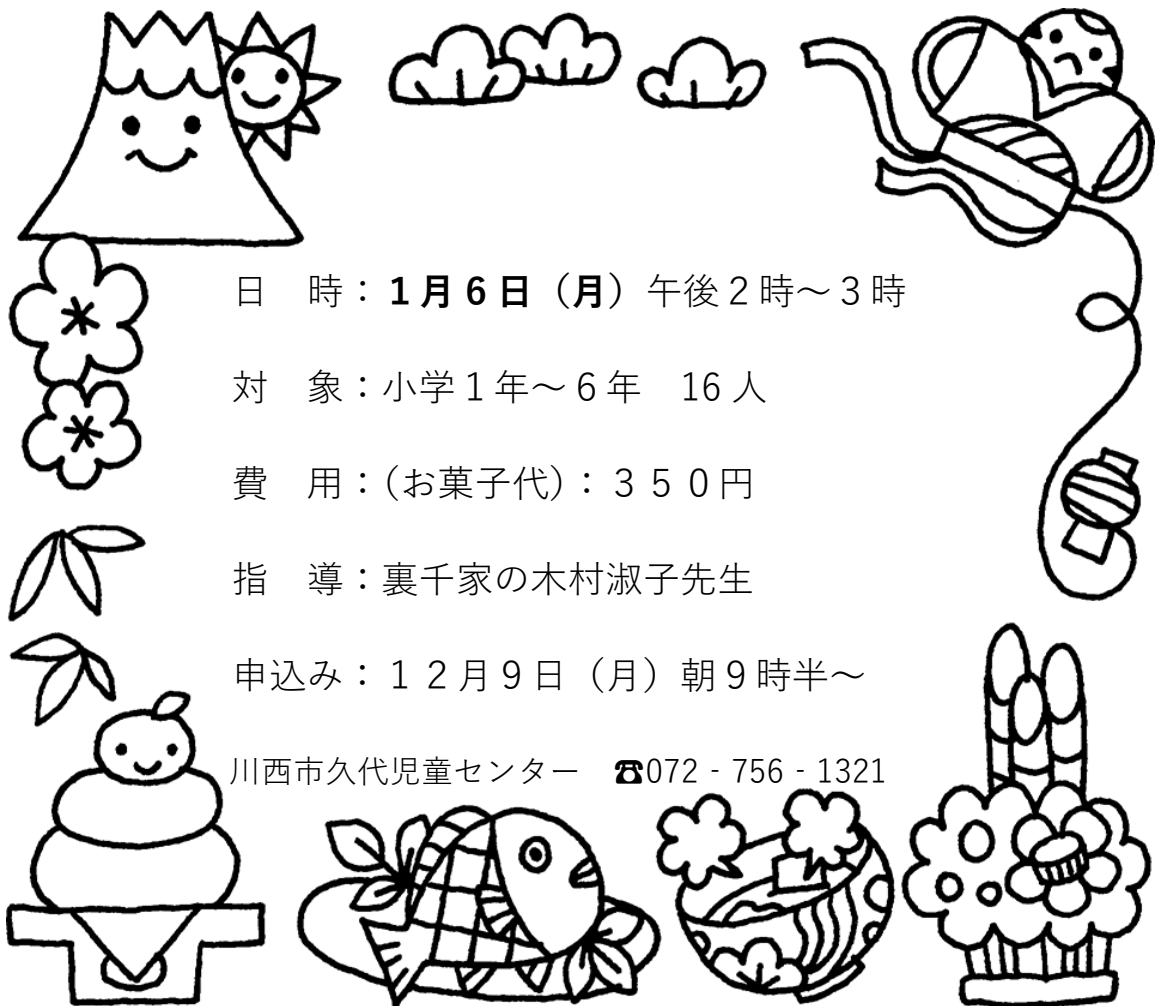 日　時：１月６日（月）午後２時～３時
対　象：小学１年～６年　16人
費　用：（お菓子代）：３５０円
指　導：裏千家の木村淑子先生
申込み：１２月９日（月）朝９時半～
川西市久代児童センター　☎072‐756‐1321